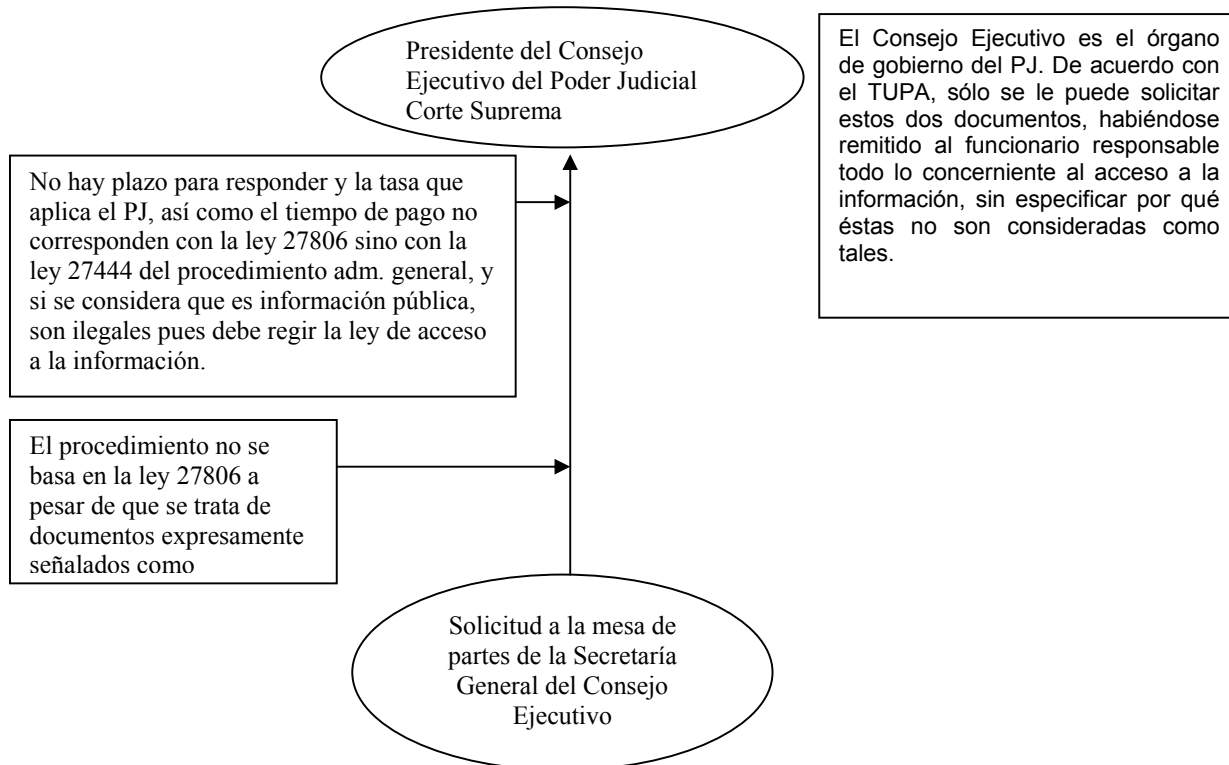 Presidente del Consejo
Ejecutivo del Poder Judicial
Corte Suprema
El Consejo Ejecutivo es el órgano
de gobierno del PJ. De acuerdo con
el TUPA, sólo se le puede solicitar
estos dos documentos, habiéndose
remitido al funcionario responsable
todo lo concerniente al acceso a la
información, sin especificar por qué
éstas no son consideradas como
tales.
No hay plazo para responder y la tasa que
aplica el PJ, así como el tiempo de pago no
corresponden con la ley 27806 sino con la
ley 27444 del procedimiento adm. general, y
si se considera que es información pública,
son ilegales pues debe regir la ley de acceso
a la información.
El procedimiento no se
basa en la ley 27806 a
pesar de que se trata de
documentos expresamente
señalados como
Solicitud a la mesa de
partes de la Secretaría
General del Consejo
Ejecutivo